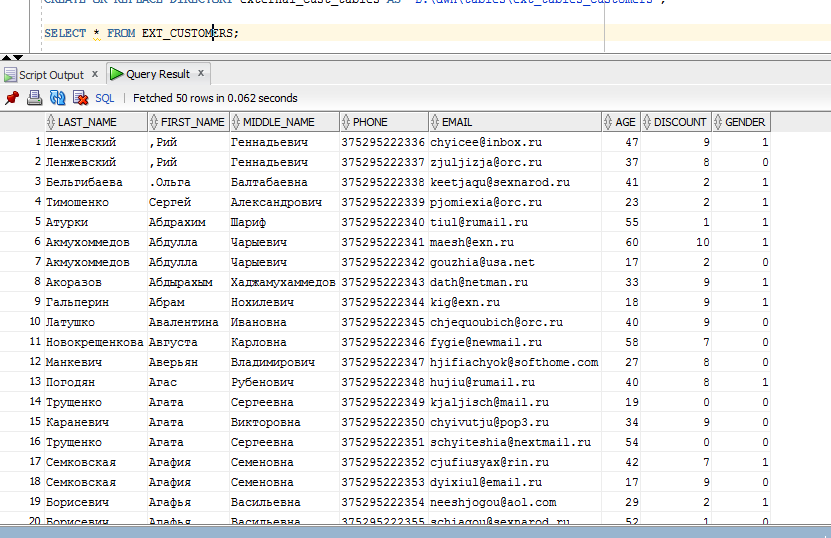 CREATE OR REPLACE DIRECTORY external_cust_tables AS 'E:\dwh\tables\ext_tables_customers';
SELECT * FROM EXT_CUSTOMERS;
Script Output x Query Result x
SQL | Fetched 50 rows in 0.062 seconds
LAST_NAME FIRST_NAME MIDDLE_NAME PHONE EMAIL AGE DISCOUNT GENDER
1 Ленжевский ,Рий Геннадьевич 375295222336 chyicee@inbox.ru 47 9 1
2 Ленжевский ,Рий Геннадьевич 375295222337 zjuljizja@orc.ru 37 8 0
3 Бельгибаева .Ольга Балтабаевна 375295222338 keetjaqu@sexnarod.ru 41 2 1
4 Тимошенко Сергей Александрович 375295222339 pjomiexia@orc.ru 23 2 1
5 Атурки Абдрахим Шариф 375295222340 tiul@rumail.ru 55 1 1
6 Акмухоммедов Абдулла Чарыевич 375295222341 maesh@exn.ru 60 10 1
7 Акмухоммедов Абдулла Чарыевич 375295222342 gouzhia@usa.net 17 2 0
8 Акоразов Абдырахым Хаджамухаммедов 375295222343 dath@netman.ru 33 9 1
9 Гальперин Абрам Нохилевич 375295222344 kig@exn.ru 18 9 1
10 Латушко Авалентина Ивановна 375295222345 chjequoubich@orc.ru 40 9 0
11 Новокрещенкова Августа Карловна 375295222346 fygie@newmail.ru 58 7 0
12 Манкевич Аверьян Владимирович 375295222347 hjifiachyok@softhome.com 27 8 0
13 Погодян Агас Рубенович 375295222348 hujiu@rumail.ru 40 8 1
14 Трущенко Агата Сергеевна 375295222349 kjaljisch@mail.ru 19 0 0
15 Караневич Агата Викторовна 375295222350 chyivutju@pop3.ru 34 9 0
16 Трущенко Агата Сергеевна 375295222351 schyiteshia@nextmail.ru 54 0 0
17 Семковская Агафия Семеновна 375295222352 cjufiusyax@rin.ru 42 7 1
18 Семковская Агафия Семеновна 375295222353 dyixiul@email.ru 17 9 0
19 Борисевич Агафья Васильевна 375295222354 neeshjogou@aol.com 29 2 1
20 Борисевич Агафья Васильевна 375295222355 schiagou@sexnarod.ru 52 1 0